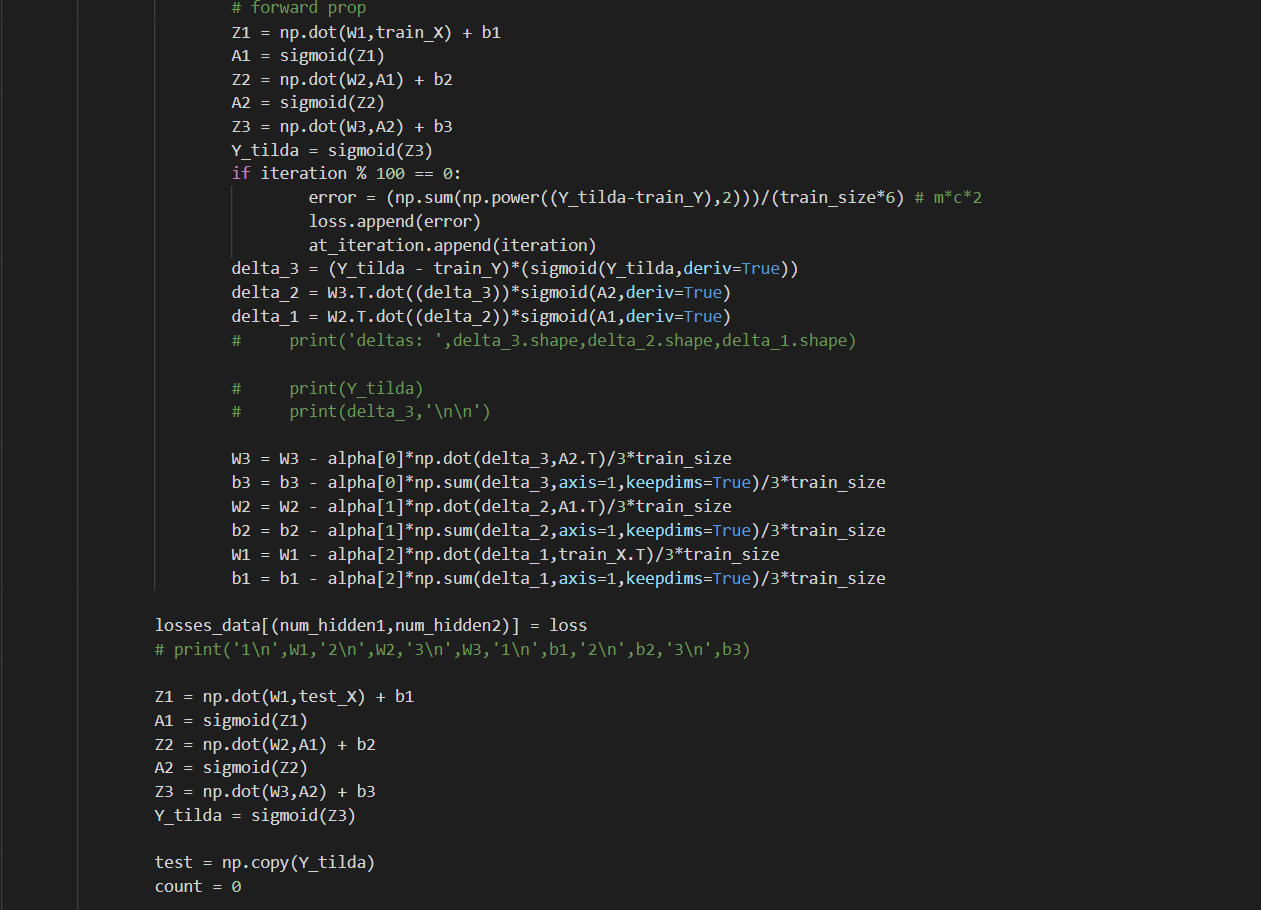 # forward prop
Z1 = np.dot(W1,train_X) + b1
A1 = sigmoid(Z1)
Z2 = np.dot(W2,A1) + b2
A2 = sigmoid(Z2)
Z3 = np.dot(W3,A2) + b3
Y_tilda = sigmoid(Z3)
if iteration % 100 == 0:
error = (np.sum(np.power((Y_tilda-train_Y),2)))/(train_size*6) # m*c*2
loss.append(error)
at_iteration.append(iteration)
delta_3 = (Y_tilda - train_Y)*(sigmoid(Y_tilda,deriv=True))
delta_2 = W3.T.dot((delta_3))*sigmoid(A2,deriv=True)
delta_1 = W2.T.dot((delta_2))*sigmoid(A1,deriv=True)
#     print('deltas: ',delta_3.shape,delta_2.shape,delta_1.shape)
#     print(Y_tilda)
#     print(delta_3,'\n\n')
W3 = W3 - alpha[0]*np.dot(delta_3,A2.T)/3*train_size
b3 = b3 - alpha[0]*np.sum(delta_3,axis=1,keepdims=True)/3*train_size
W2 = W2 - alpha[1]*np.dot(delta_2,A1.T)/3*train_size
b2 = b2 - alpha[1]*np.sum(delta_2,axis=1,keepdims=True)/3*train_size
W1 = W1 - alpha[2]*np.dot(delta_1,train_X.T)/3*train_size
b1 = b1 - alpha[2]*np.sum(delta_1,axis=1,keepdims=True)/3*train_size
losses_data[(num_hidden1,num_hidden2)] = loss
# print('1\n',W1,'2\n',W2,'3\n',W3,'1\n',b1,'2\n',b2,'3\n',b3)
Z1 = np.dot(W1,test_X) + b1
A1 = sigmoid(Z1)
Z2 = np.dot(W2,A1) + b2
A2 = sigmoid(Z2)
Z3 = np.dot(W3,A2) + b3
Y_tilda = sigmoid(Z3)
test = np.copy(Y_tilda)
count = 0